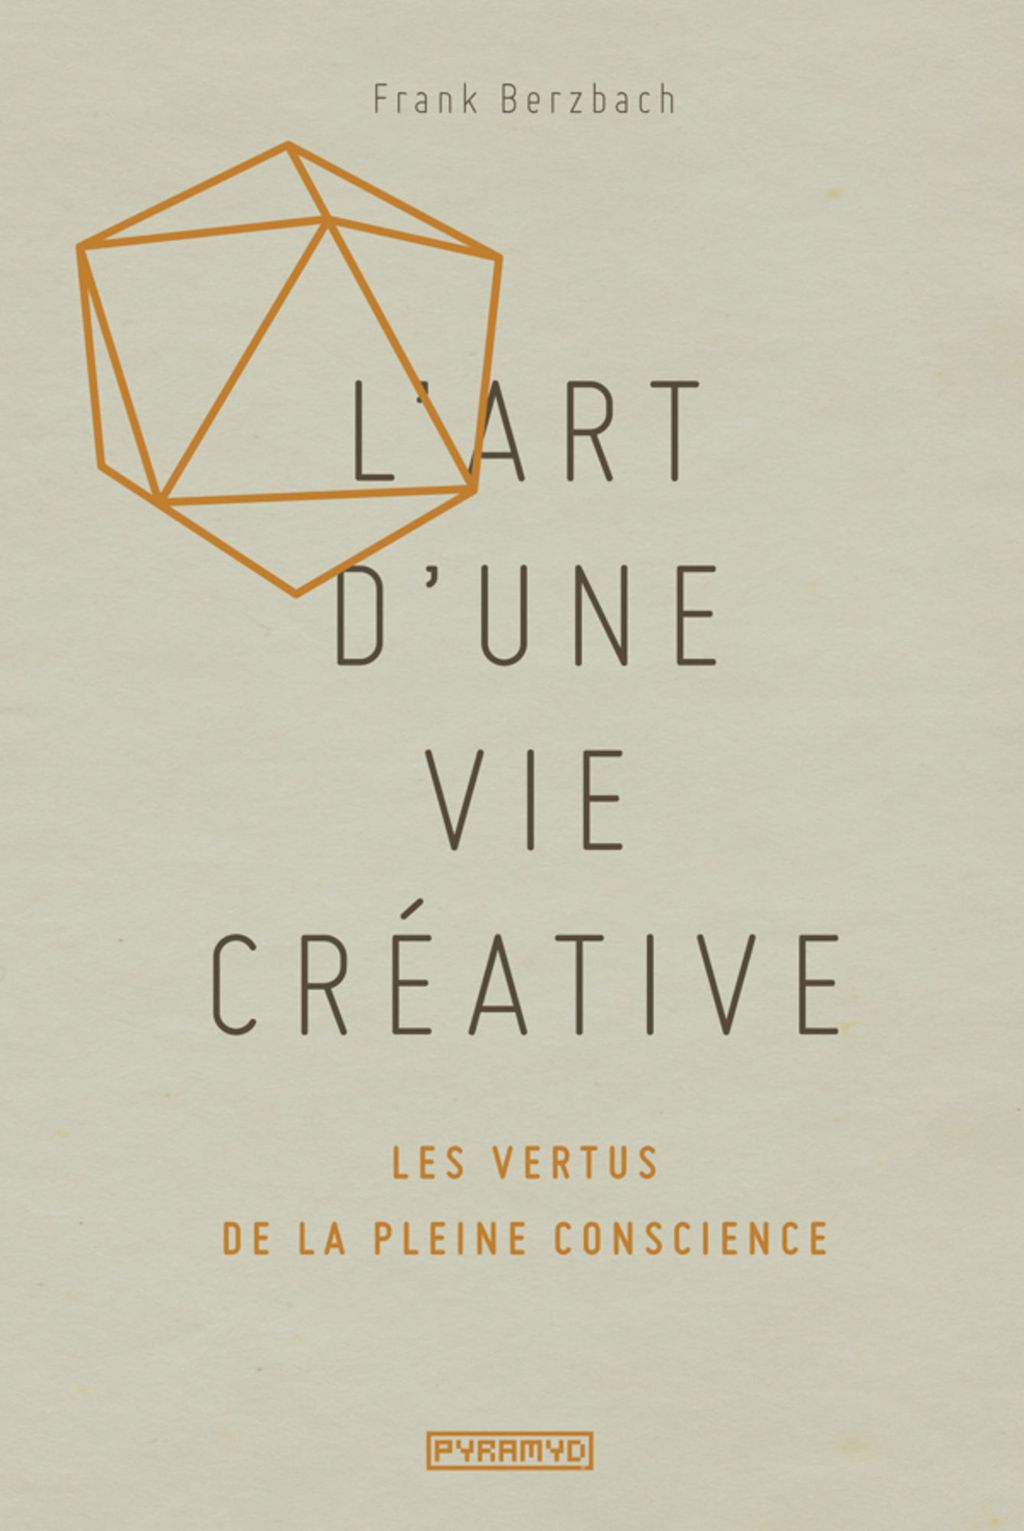 Frank Berzbach
L'ART
D'UNE
VIE
CRÉATIVE
LES VERTUS
DE LA PLEINE CONSCIENCE
PYRAMYD